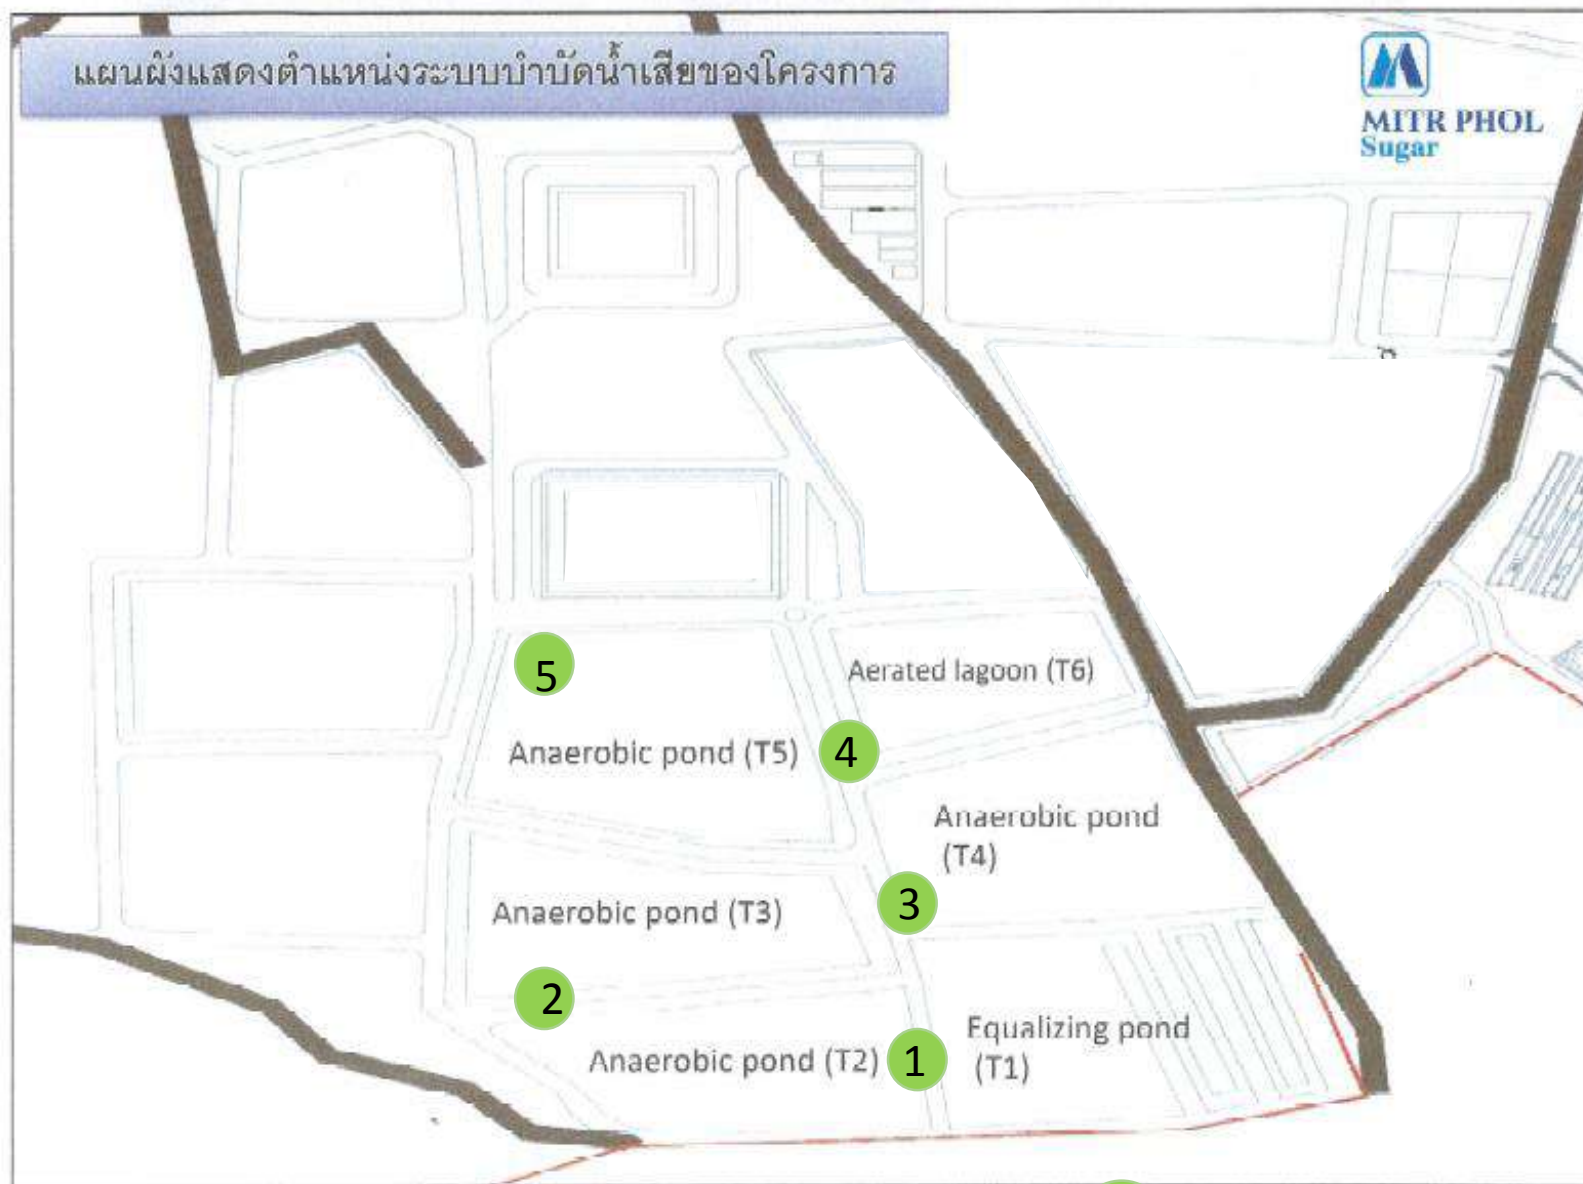 แผนผังแสดงตำแหน่งระบบบำบัดน้ำเสียของโครงการ
MITR PHOL
Sugar
5
Aerated lagoon (T6)
Anaerobic pond (T5)
4
Anaerobic pond
(T4)
3
Anaerobic pond (T3)
2
Equalizing pond
(T1)
Anaerobic pond (T2)
1